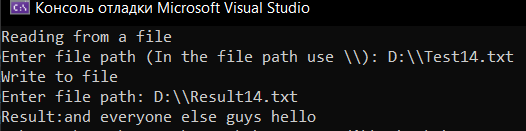 Консоль отладки Microsoft Visual Studio
Reading from a file
Enter file path (In the file path use \\): D:\\Test14.txt
Write to file
Enter file path: D:\\Result14.txt
Result:and everyone else guys hello